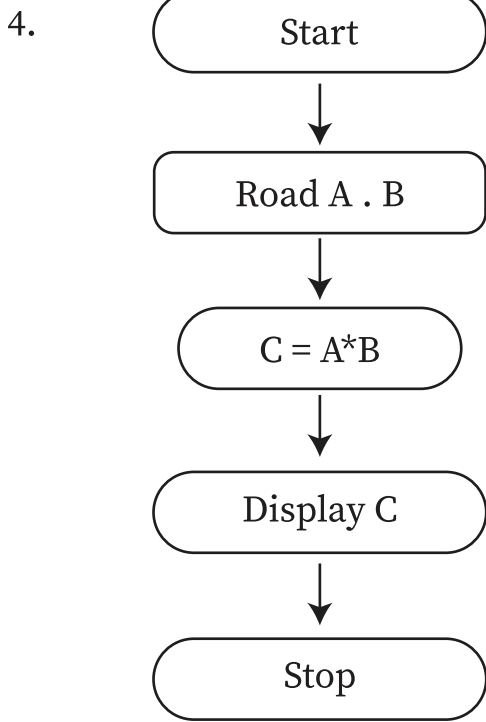 4.
Start
Road A . B
C = A*B
Display C
Stop